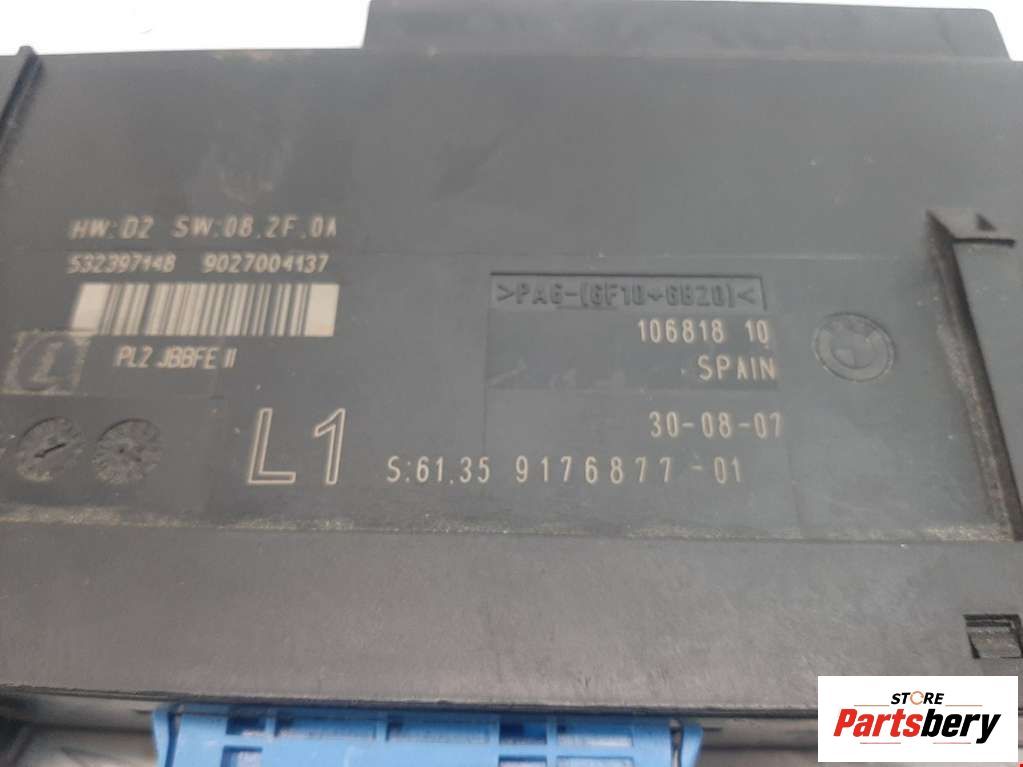 HW: D2 SW:08.2F.0A
532397148 9027004137
PL2 JBBFE II
>PA6-(GF10+GB20)<
106818 10
SPAIN
30-08-07
L1
S:61.35 9176877-01
STORE
Partsbery